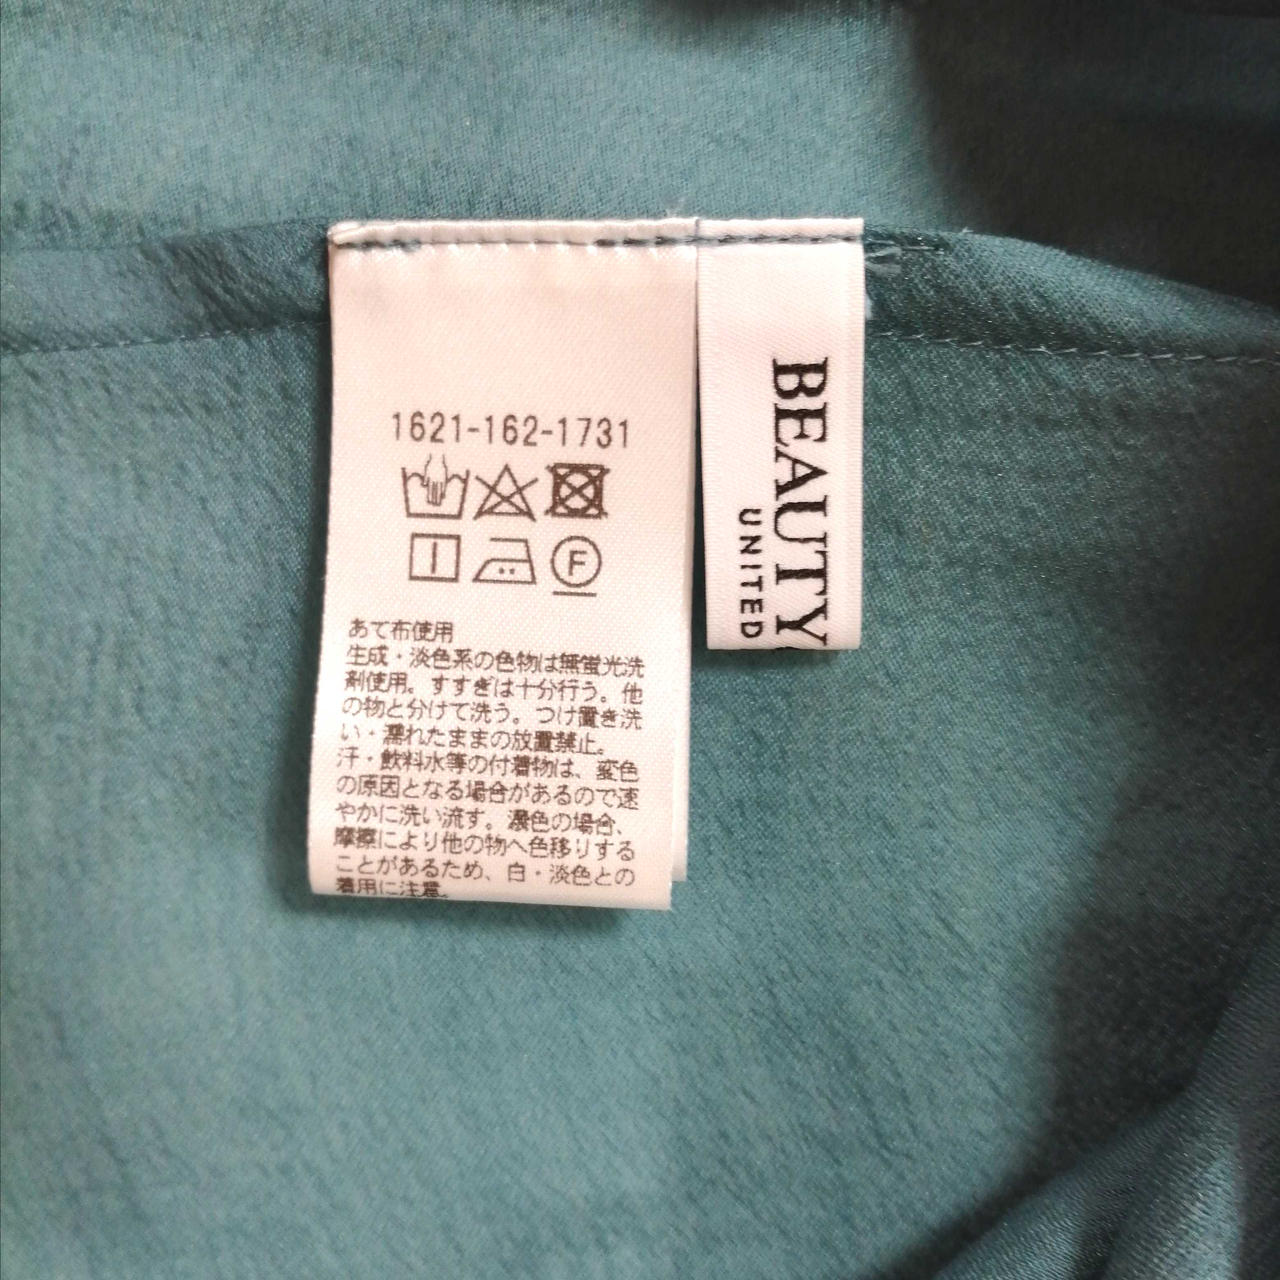 1621-162-1731
F
あて布使用
生成・淡色系の色物は無蛍光洗
剤使用。すすぎは十分行う。他
の物と分けて洗う。つけ置き洗
い・濡れたままの放置禁止。
汗・飲料水等の付着物は、変色
の原因となる場合があるので速
やかに洗い流す。濃色の場合、
摩擦により他の物へ色移りする
ことがあるため、白・淡色との
着用に注意。
BEAUTY
UNITED